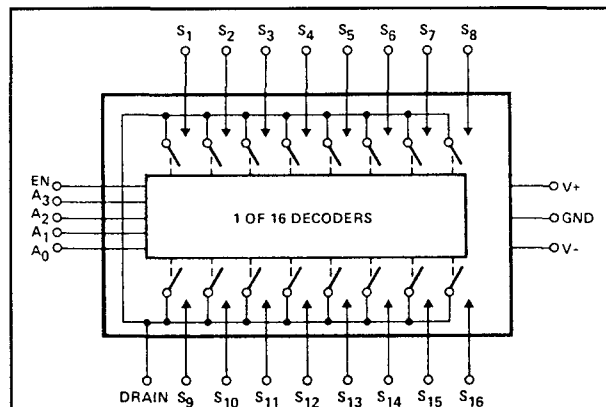 S1 S2 S3 S4 S5 S6 S7 S8
EN
A3
A2
A1
A0
1 OF 16 DECODERS
V+
GND
V-
DRAIN S9 S10 S11 S12 S13 S14 S15 S16